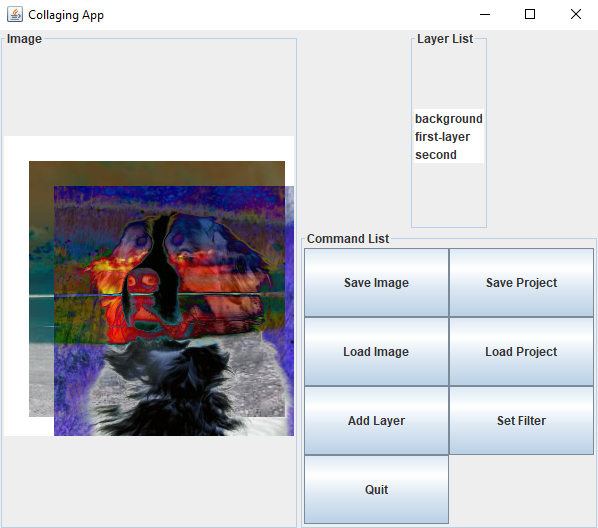 Collaging App
Image
Layer List
background
first-layer
second
Command List
Save Image
Save Project
Load Image
Load Project
Add Layer
Set Filter
Quit